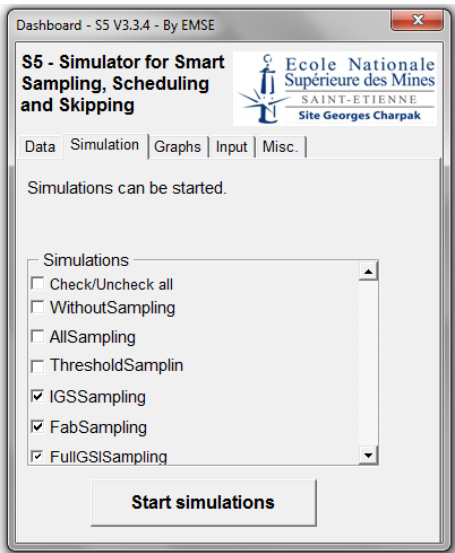 Dashboard - S5 V3.3.4 - By EMSE
S5 - Simulator for Smart
Sampling, Scheduling
and Skipping
Ecole Nationale
Supérieure des Mines
SAINT-ETIENNE
Site Georges Charpak
Data Simulation Graphs Input Misc.
Simulations can be started.
Simulations
Check/Uncheck all
WithoutSampling
AllSampling
ThresholdSamplin
IGSSampling
FabSampling
FullGSISampling
Start simulations